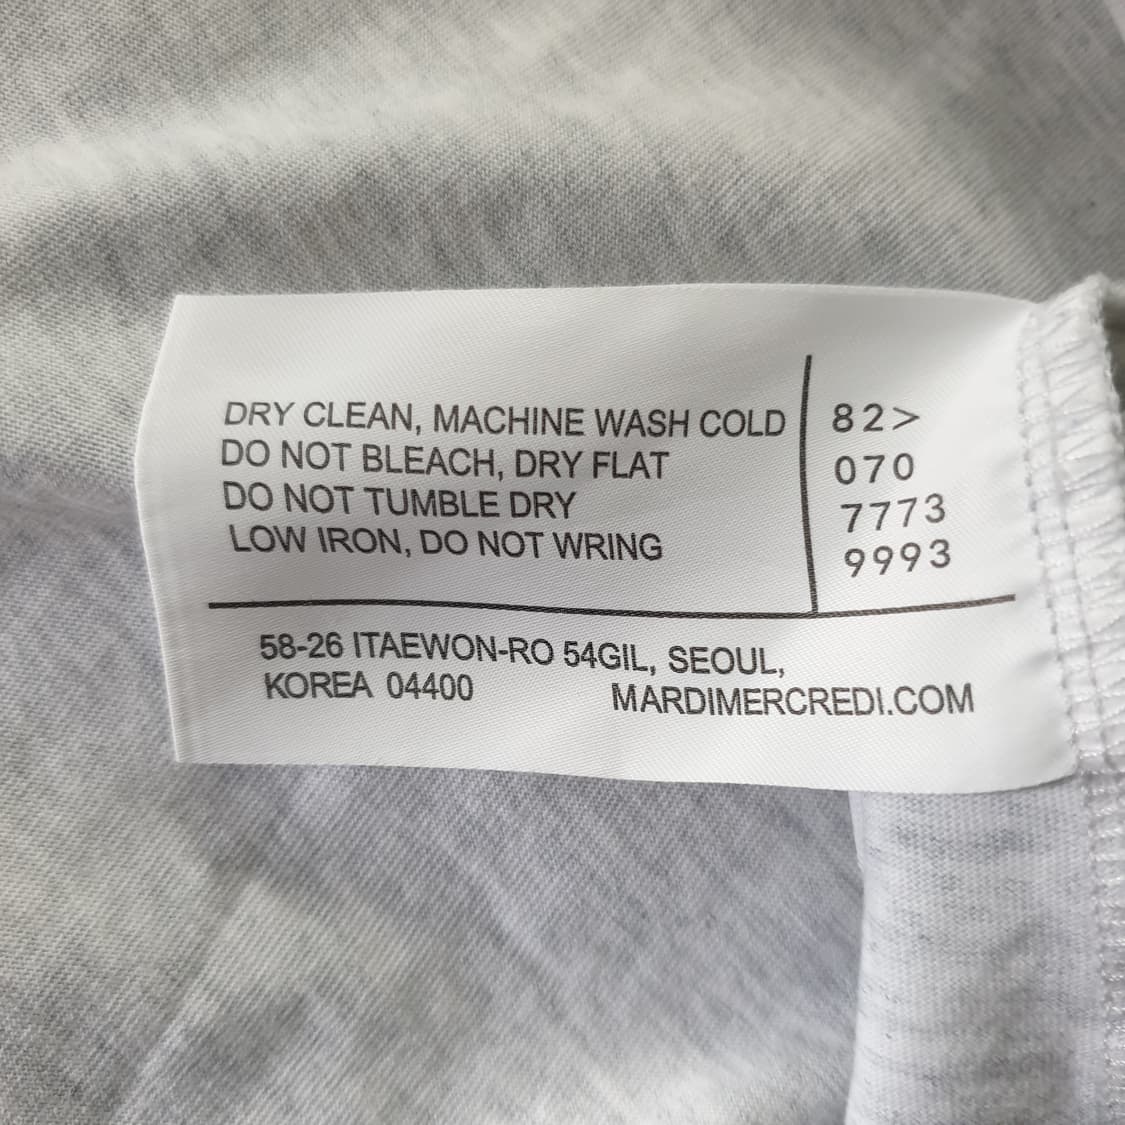 DRY CLEAN, MACHINE WASH COLD
DO NOT BLEACH, DRY FLAT
DO NOT TUMBLE DRY
LOW IRON, DO NOT WRING
82>
070
7773
9993
58-26 ITAEWON-RO 54GIL, SEOUL,
KOREA 04400 MARDIMERCREDI.COM